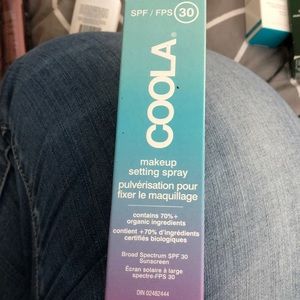 SPF / FPS 30
COOLA®
makeup
setting spray
pulvérisation pour
fixer le maquillage
contains 70%+
organic ingredients
contient +70% d'ingrédients
certifiés biologiques
Broad Spectrum SPF 30
Sunscreen
Écran solaire à large
spectre-FPS 30
DIN 02482444